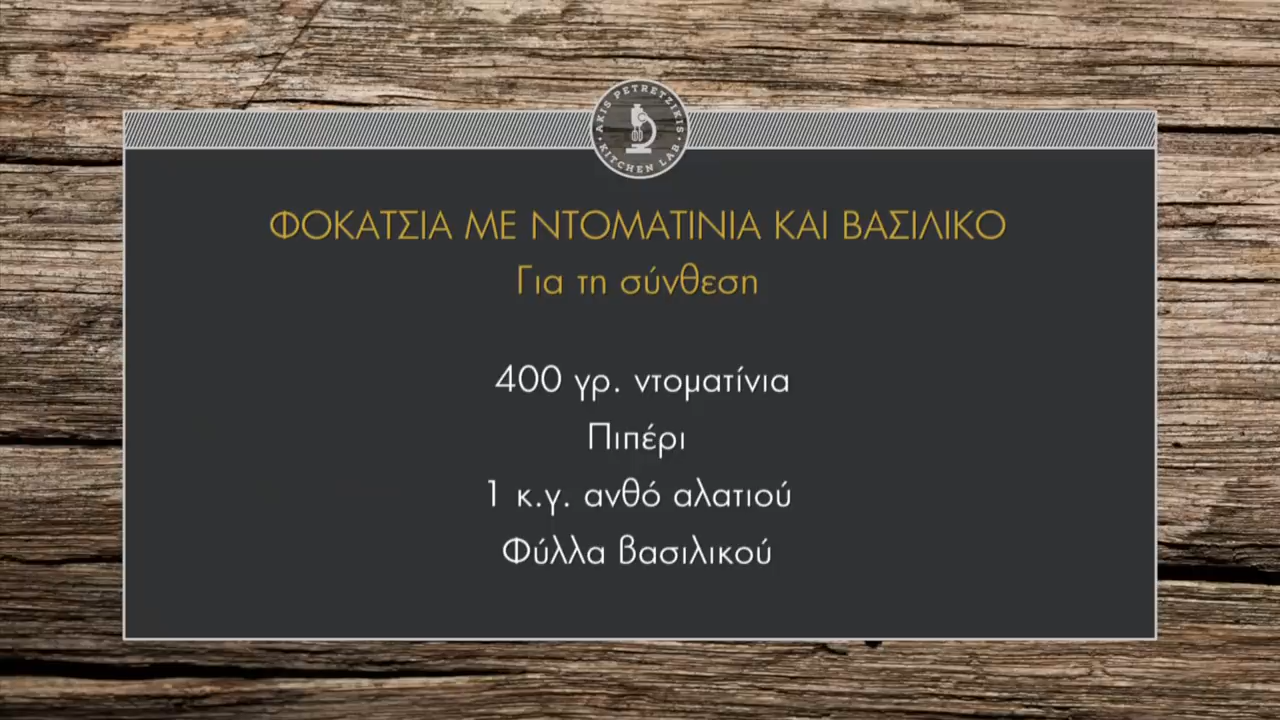 AKIS PETRETZIKIS
KITCHEN LAB
ΦΟΚΑΤΣΙΑ ΜΕ ΝΤΟΜΑΤΙΝΙΑ ΚΑΙ ΒΑΣΙΛΙΚΟ
Για τη σύνθεση
400 γρ. ντοματίνια
Πιπέρι
1 κ.γ. ανθό αλατιού
Φύλλα βασιλικού